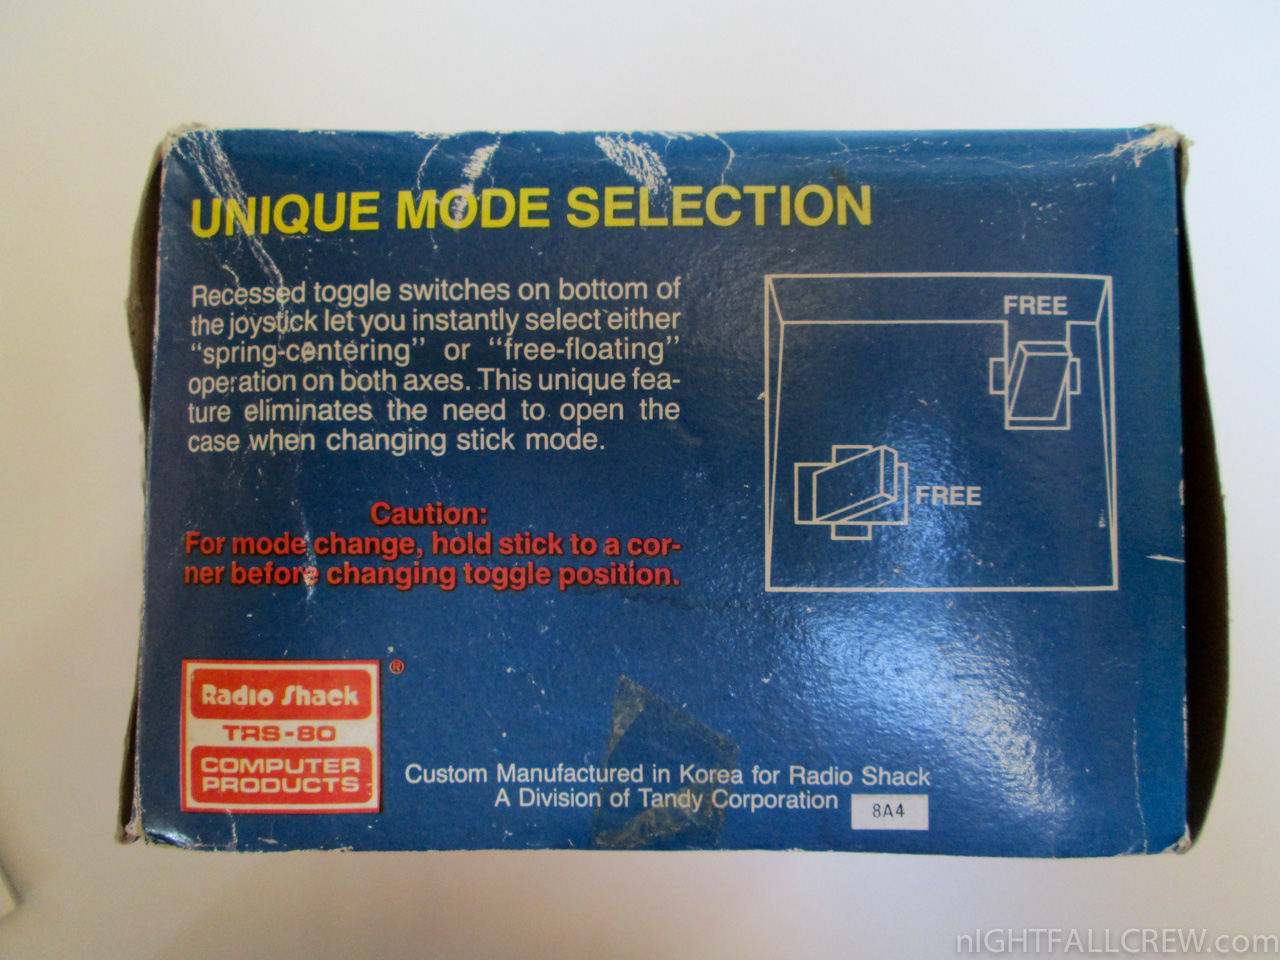 UNIQUE MODE SELECTION
Recessed toggle switches on bottom of
the joystick let you instantly select either
“spring-centering” or “free-floating”
operation on both axes. This unique fea-
ture eliminates the need to open the
case when changing stick mode.
Caution:
For mode change, hold stick to a cor-
ner before changing toggle position.
FREE
FREE
Radio Shack ®
TRS-80
COMPUTER
PRODUCTS
Custom Manufactured in Korea for Radio Shack
A Division of Tandy Corporation 8A4
nIGHTFALLCREW.com